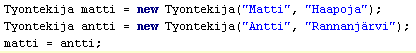 Tyontekija matti = new Tyontekija("Matti", "Haapoja");
Tyontekija antti = new Tyontekija("Antti", "Rannanjärvi");
matti = antti;